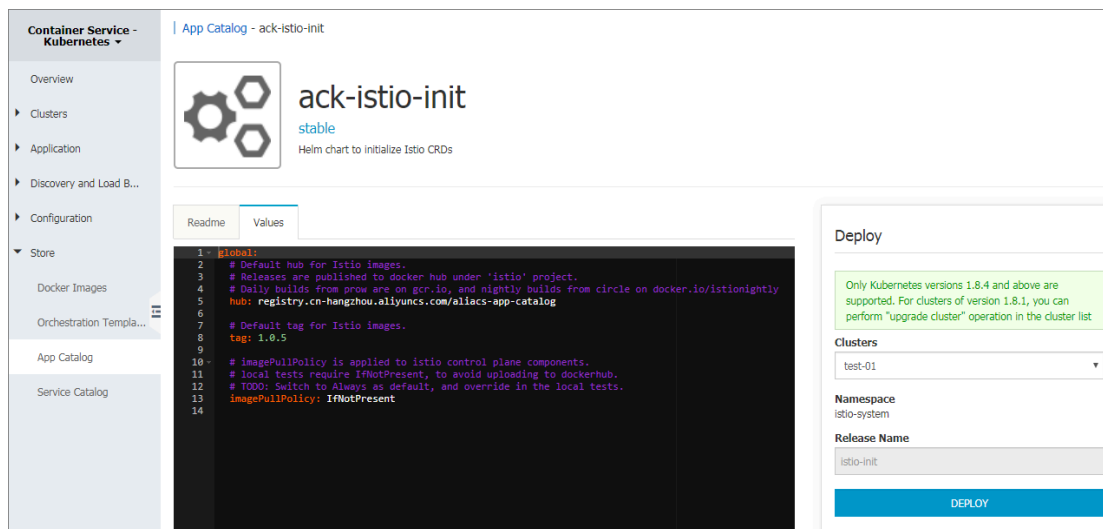 Container Service -
Kubernetes
Overview
Clusters
Application
Discovery and Load B...
Configuration
Store
Docker Images
Orchestration Templa...
App Catalog
Service Catalog
App Catalog - ack-istio-init
ack-istio-init
stable
Helm chart to initialize Istio CRDs
Readme
Values
1 global:
2 # Default hub for Istio images.
3 # Releases are published to docker hub under 'istio' project.
4 # Daily builds from prow are on gcr.io, and nightly builds from circle on docker.io/istionightly
5 hub: registry.cn-hangzhou.aliyuncs.com/aliacs-app-catalog
6
7 # Default tag for Istio images.
8 tag: 1.0.5
9
10 # imagePullPolicy is applied to istio control plane components.
11 # local tests require IfNotPresent, to avoid uploading to dockerhub.
12 # TODO: Switch to Always as default, and override in the local tests.
13 imagePullPolicy: IfNotPresent
14
Deploy
Only Kubernetes versions 1.8.4 and above are
supported. For clusters of version 1.8.1, you can
perform "upgrade cluster" operation in the cluster list
Clusters
test-01
Namespace
istio-system
Release Name
istio-init
DEPLOY